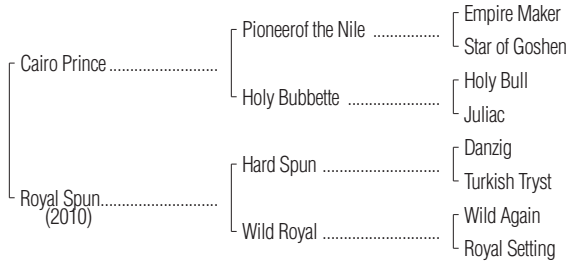 Empire Maker
Pioneerof the Nile ................
Star of Goshen
Cairo Prince ..........................
Holy Bull
Holy Bubbette ......................
Juliac
Danzig
Hard Spun ............................
Turkish Tryst
Royal Spun............................
(2010)
Wild Again
Wild Royal ............................
Royal Setting